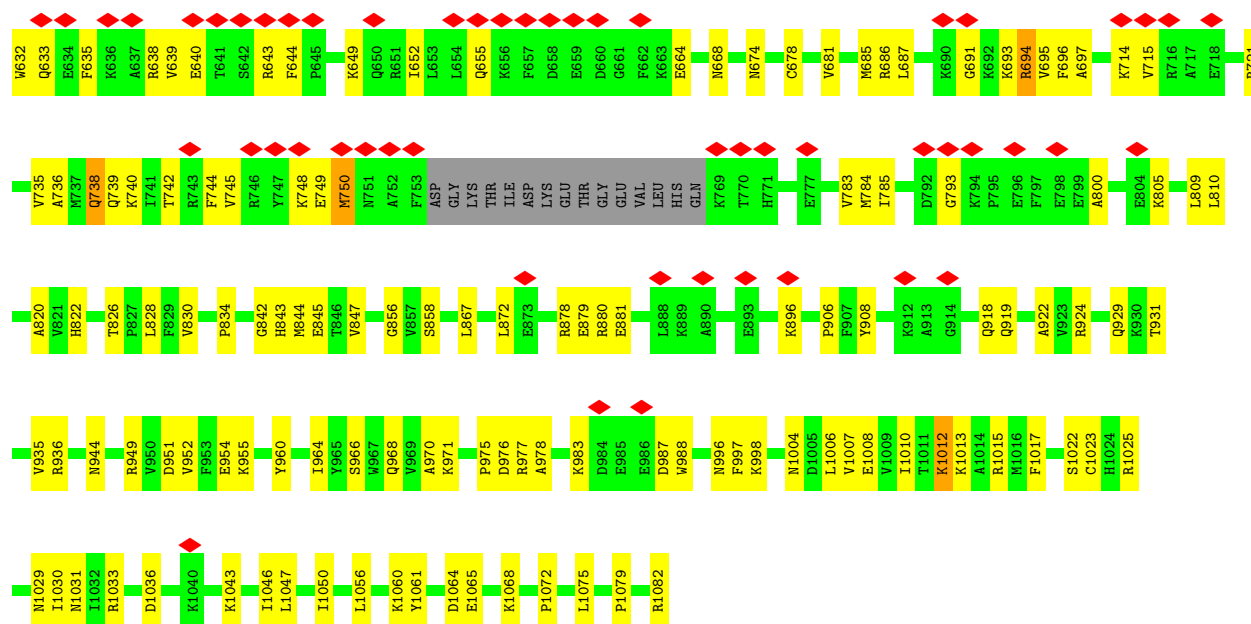 W632 Q633 E634 F635 K636 A637 R638 V639 E640 T641 S642 R643 F644 P645 K649 Q650 R651 I652 L653 L654 Q655 K656 F657 D658 E659 D660 G661 F662 K663 E664 N668 N674 C678 V681 M685 R686 L687 K690 G691 K692 K693 R694 V695 F696 A697 K714 V715 R716 A717 E718
V735 A736 M737 Q738 Q739 K740 I741 T742 R743 F744 V745 R746 Y747 K748 E749 M750 N751 A752 F753 ASP GLY LYS THR ILE ASP LYS GLU THR GLY GLU VAL LEU HIS GLN K769 T770 H771 E777 V783 M784 I785 D792 G793 K794 P795 E796 F797 E798 E799 A800 E804 K805 L809 L810
A820 V821 H822 T826 P827 L828 F829 V830 P834 G842 H843 M844 E845 T846 V847 G856 V857 S858 L867 L872 E873 R878 E879 R880 E881 L888 K889 A890 E893 K896 P906 F907 Y908 K912 A913 G914 Q918 Q919 A922 V923 R924 Q929 K930 T931
V935 R936 N944 R949 V950 D951 V952 F953 E954 K955 Y960 I964 Y965 S966 W967 Q968 V969 A970 K971 P975 D976 R977 A978 K983 D984 E985 E986 D987 W988 N996 F997 K998 N1004 D1005 L1006 V1007 E1008 V1009 I1010 T1011 K1012 K1013 A1014 R1015 M1016 F1017 S1022 C1023 H1024 R1025
N1029 I1030 N1031 I1032 R1033 D1036 K1040 K1043 I1046 L1047 I1050 L1056 K1060 Y1061 D1064 E1065 K1068 P1072 L1075 P1079 R1082